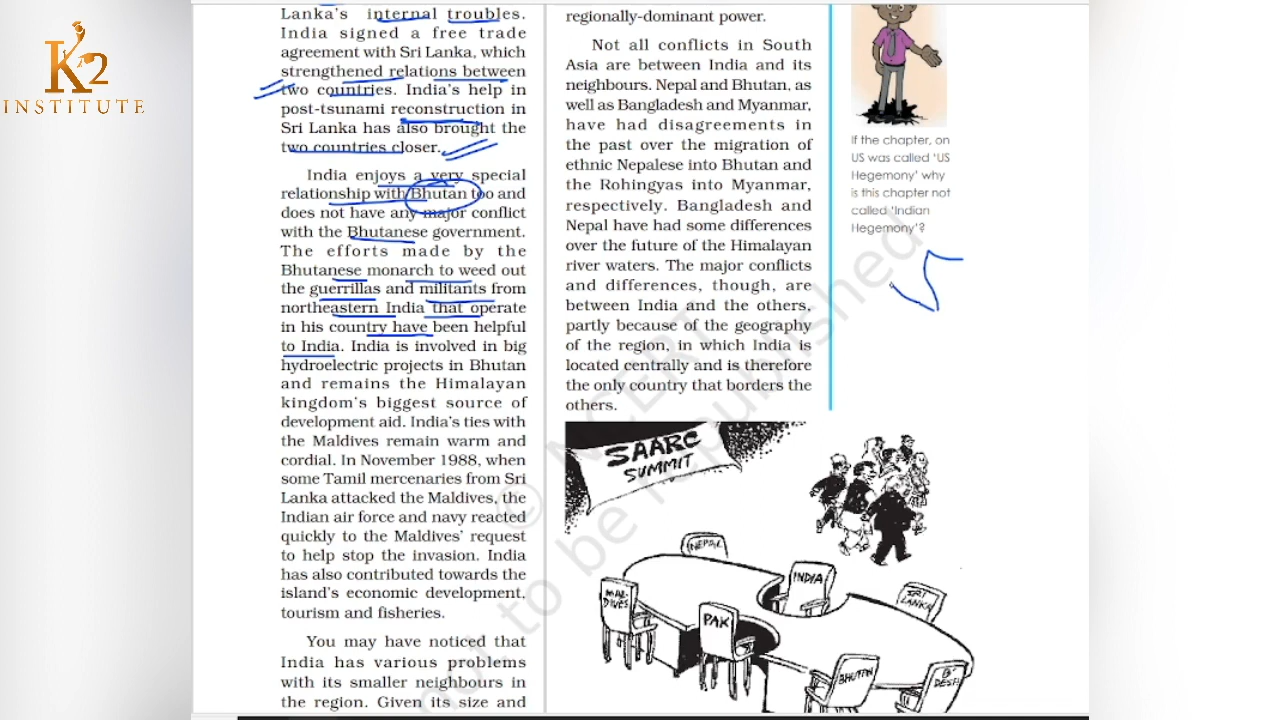 K2
INSTITUTE
Lanka's internal troubles.
India signed a free trade
agreement with Sri Lanka, which
strengthened relations between
two countries. India's help in
post-tsunami reconstruction in
Sri Lanka has also brought the
two countries closer.
India enjoys a very special
relationship with Bhutan too and
does not have any major conflict
with the Bhutanese government.
The efforts made by the
Bhutanese monarch to weed out
the guerrillas and militants from
northeastern India that operate
in his country have been helpful
to India. India is involved in big
hydroelectric projects in Bhutan
and remains the Himalayan
kingdom's biggest source of
development aid. India's ties with
the Maldives remain warm and
cordial. In November 1988, when
some Tamil mercenaries from Sri
Lanka attacked the Maldives, the
Indian air force and navy reacted
quickly to the Maldives' request
to help stop the invasion. India
has also contributed towards the
island's economic development,
tourism and fisheries.
You may have noticed that
India has various problems
with its smaller neighbours in
the region. Given its size and
regionally-dominant power.
Not all conflicts in South
Asia are between India and its
neighbours. Nepal and Bhutan, as
well as Bangladesh and Myanmar,
have had disagreements in
the past over the migration of
ethnic Nepalese into Bhutan and
the Rohingyas into Myanmar,
respectively. Bangladesh and
Nepal have had some differences
over the future of the Himalayan
river waters. The major conflicts
and differences, though, are
between India and the others,
partly because of the geography
of the region, in which India is
located centrally and is therefore
the only country that borders the
others.
If the chapter, on
US was called 'US
Hegemony' why
is this chapter not
called 'Indian
Hegemony'?
SAARC
SUMMIT
NEPAL
INDIA
MAL-
DIVES
PAK
SRI
LANKA
BHUTAN
B'
DESH
© NCERT
not to be republished